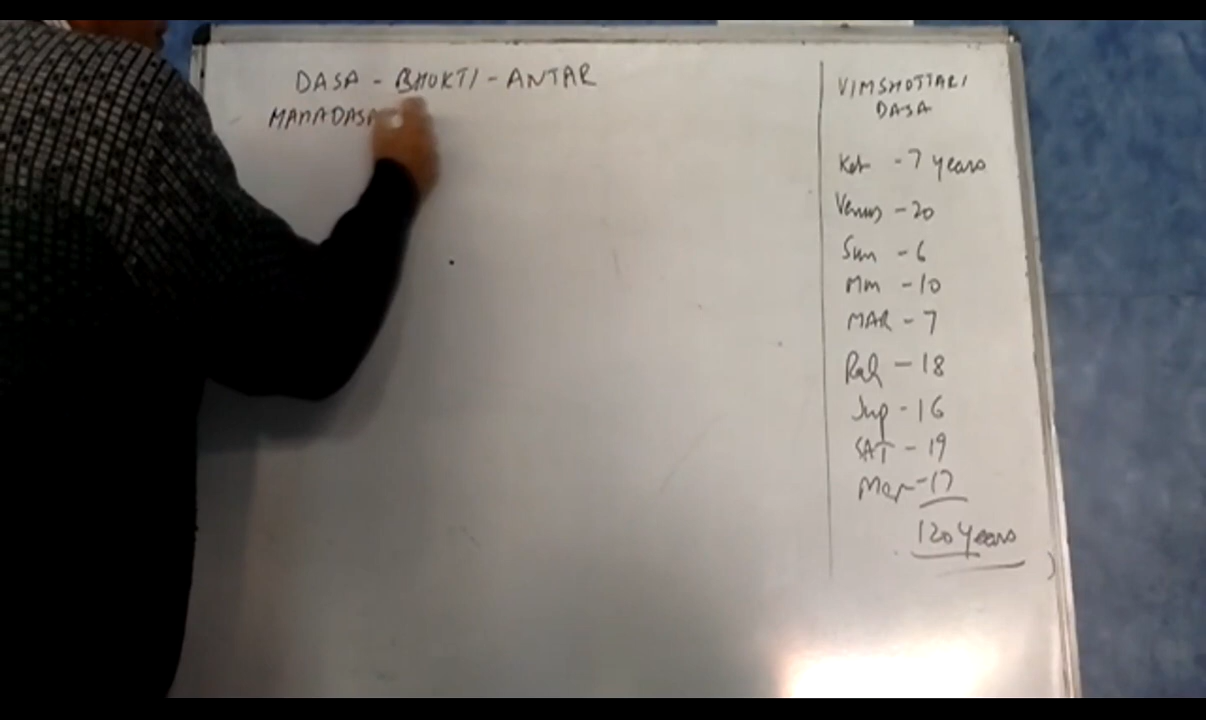 DASA - BHUKTI - ANTAR
MAHADASA
VIMSHOTTARI
DASA
Ket - 7 years
Venus - 20
Sun - 6
Mm - 10
MAR - 7
Rah - 18
Jup - 16
SAT - 19
Mer - 17
120 years